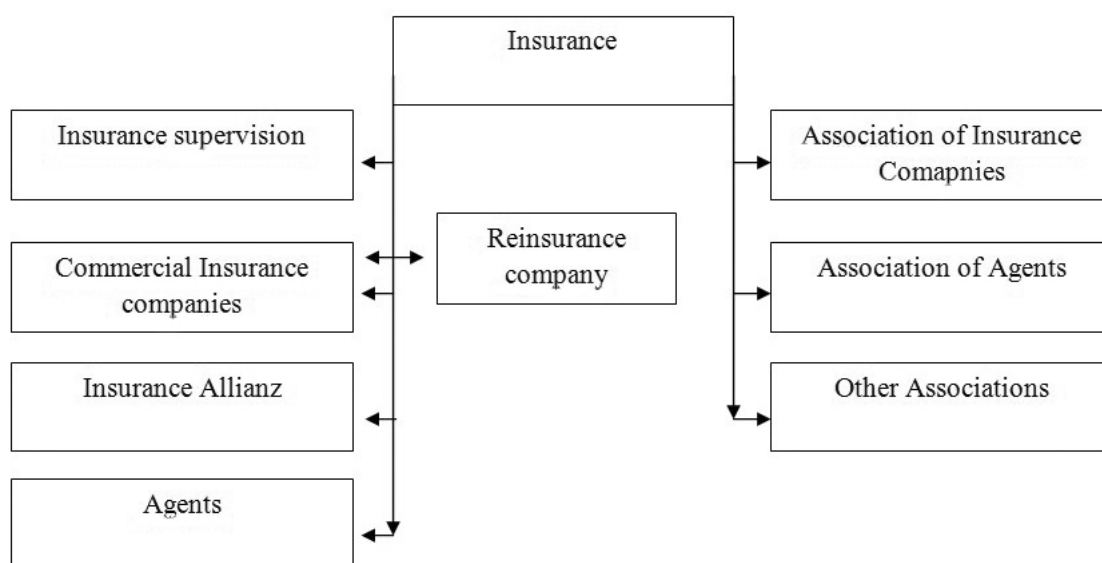 Insurance
Insurance supervision
Association of Insurance
Comapnies
Reinsurance
company
Commercial Insurance
companies
Association of Agents
Insurance Allianz
Other Associations
Agents